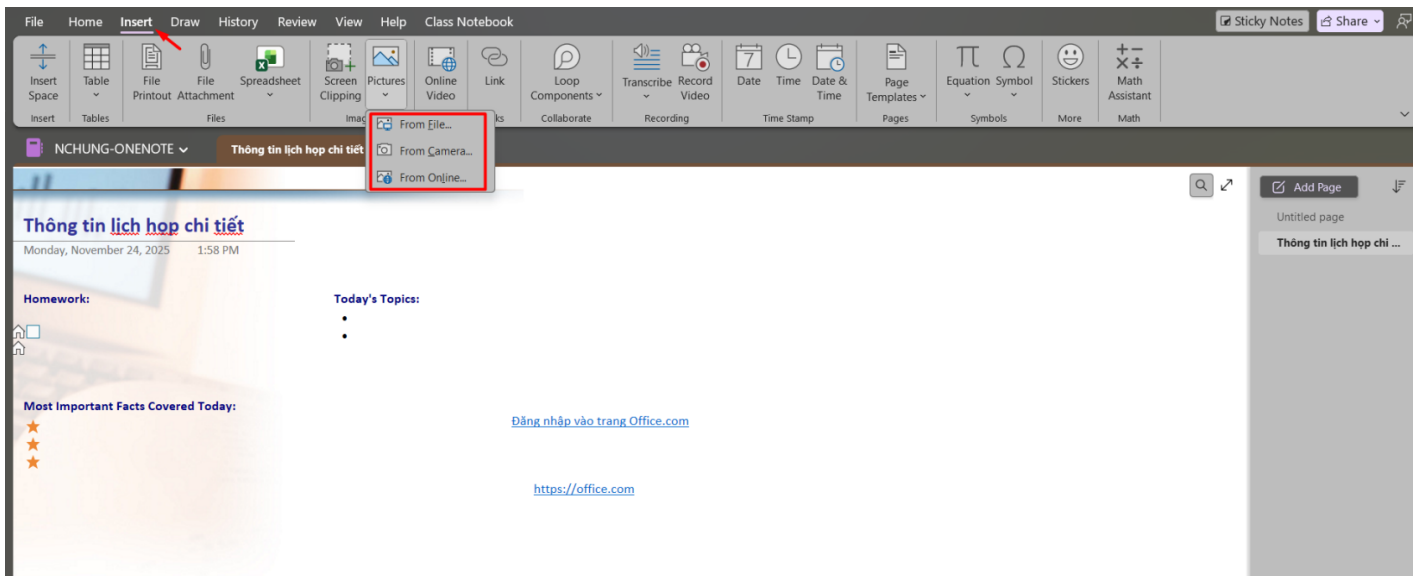 File Home Insert Draw History Review View Help Class Notebook Sticky Notes Share
Insert Space Table File Printout File Attachment Spreadsheet Screen Clipping Pictures Online Video Link Loop Components Transcribe Record Video Date Time Date & Time Page Templates Equation Symbol Stickers Math Assistant
Insert Tables Files Collaborate Recording Time Stamp Pages Symbols More Math
From File...
From Camera...
From Online...
NCHUNG-ONENOTE Thông tin lịch họp chi tiết
Add Page
Untitled page
Thông tin lịch họp chi ...
Thông tin lịch họp chi tiết
Monday, November 24, 2025 1:58 PM
Homework: Today's Topics:
Most Important Facts Covered Today:
Đăng nhập vào trang Office.com
https://office.com